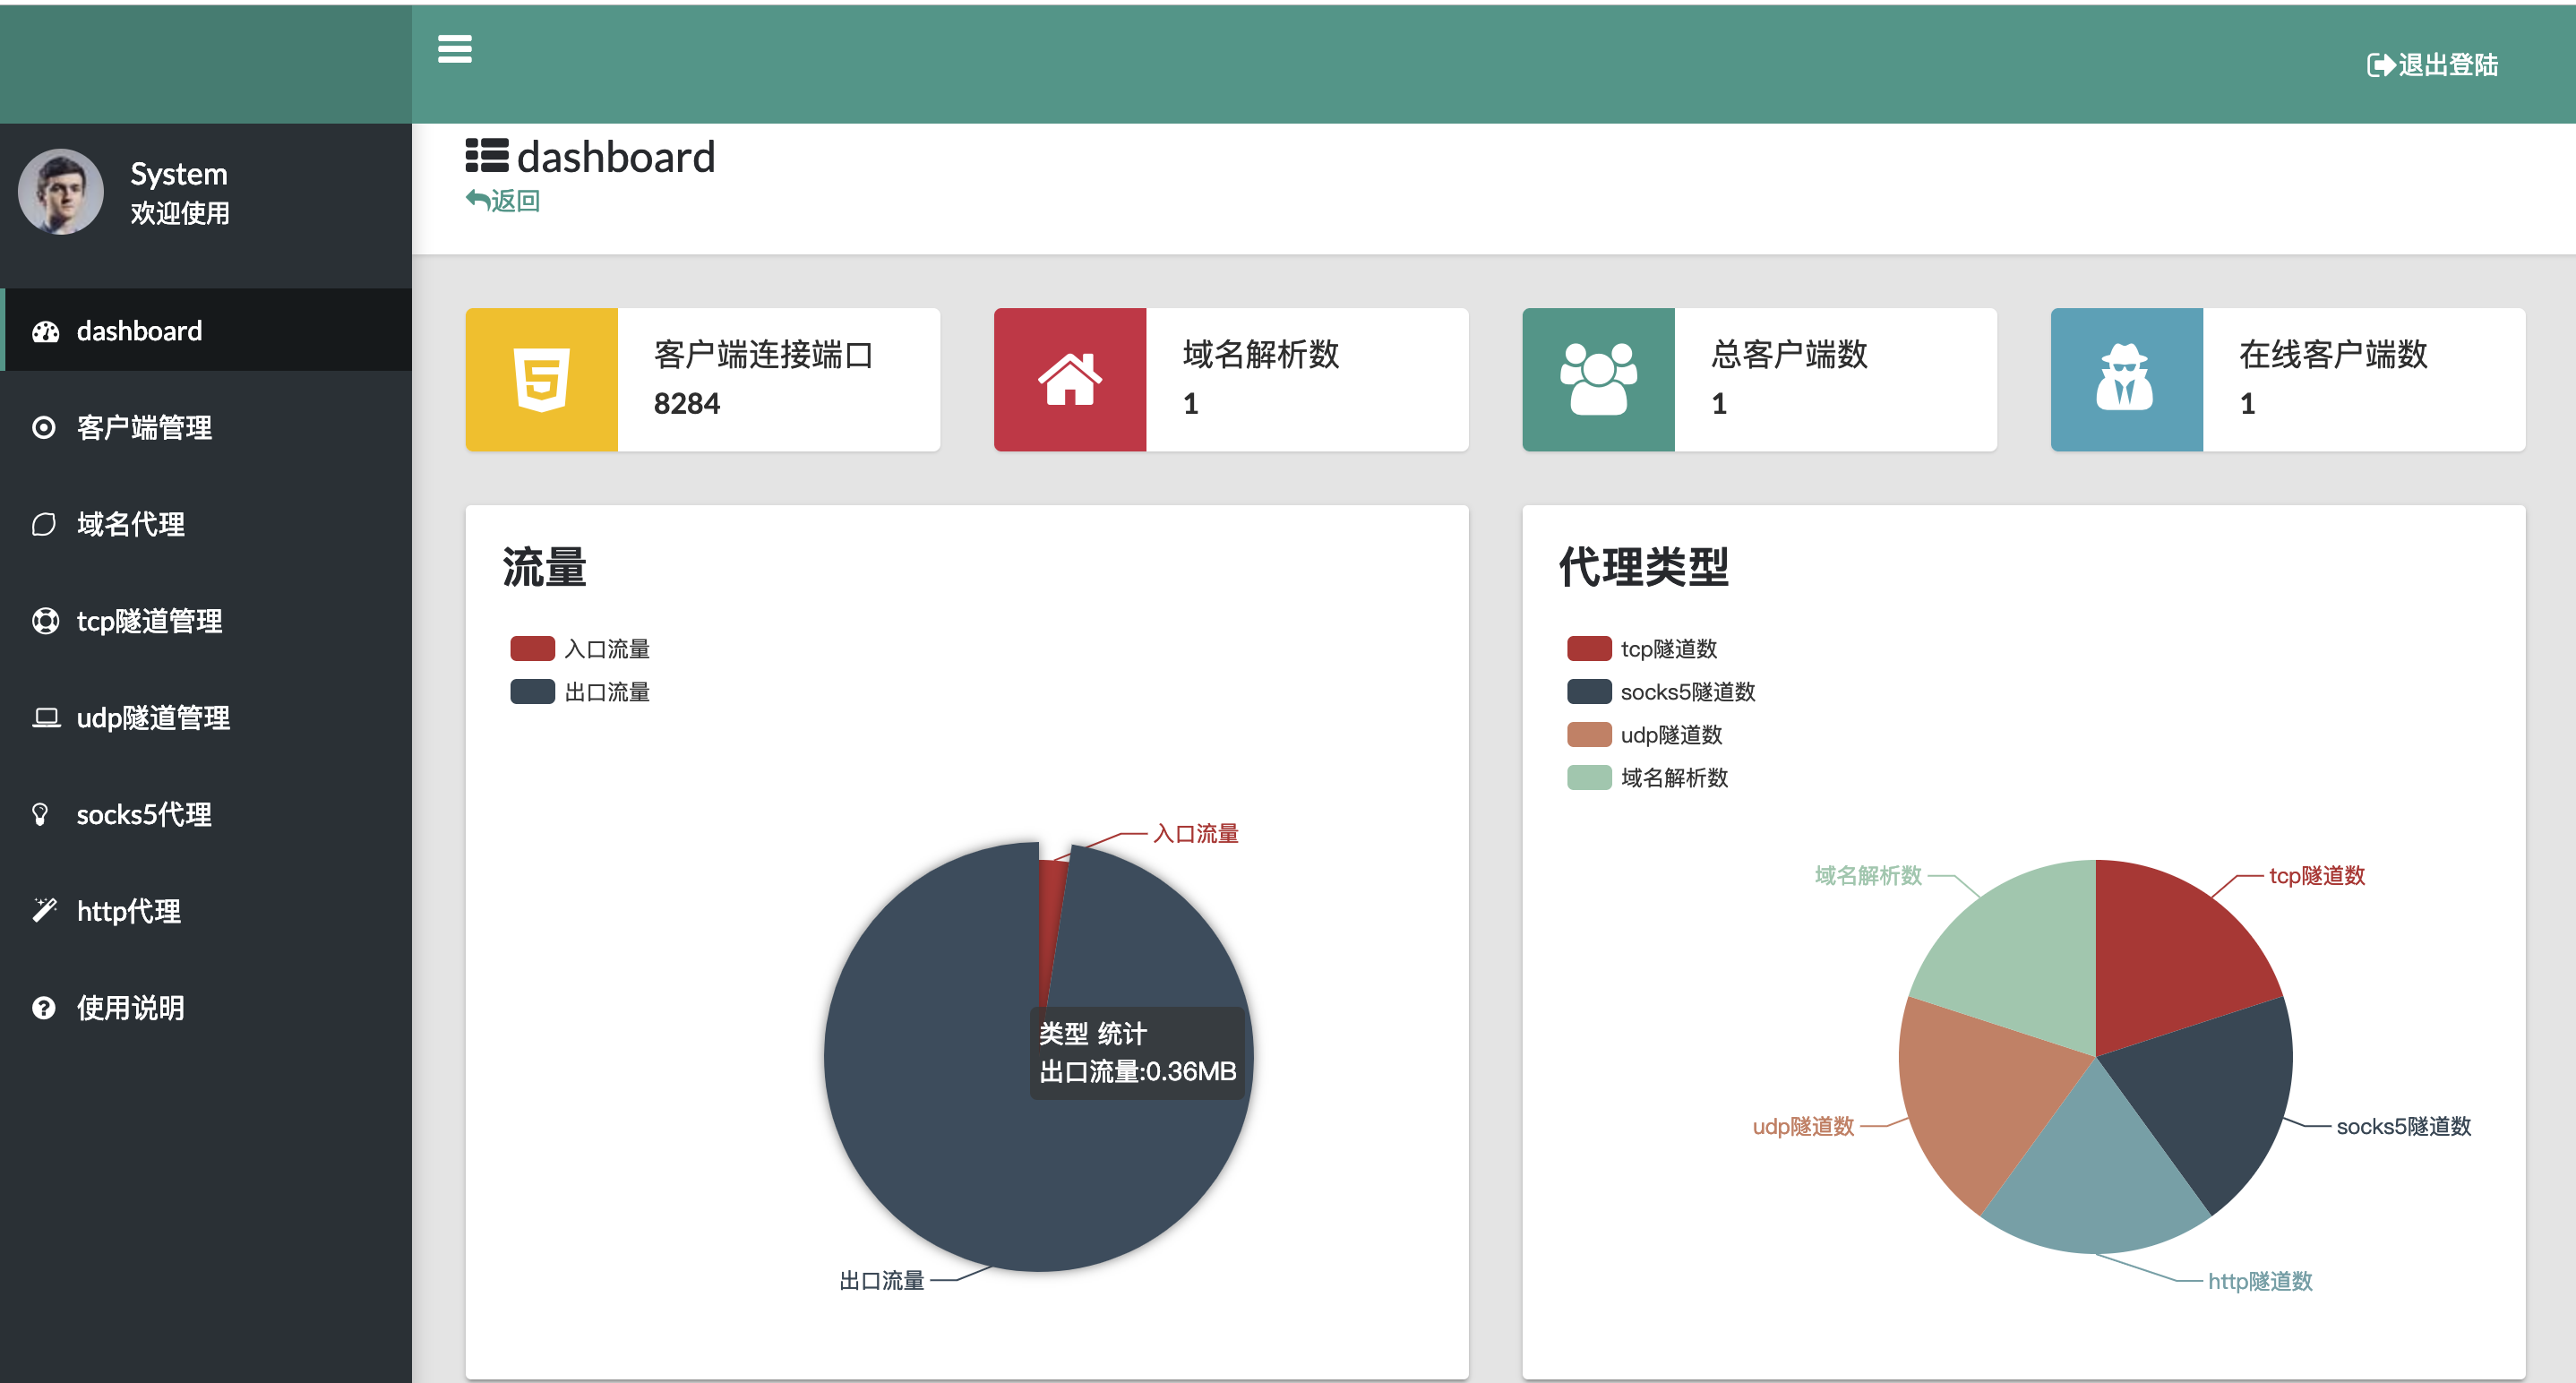 退出登陆
System
欢迎使用
dashboard
客户端管理
域名代理
tcp隧道管理
udp隧道管理
socks5代理
http代理
使用说明
dashboard
返回
客户端连接端口
8284
域名解析数
1
总客户端数
1
在线客户端数
1
流量
入口流量
出口流量
入口流量
类型 统计
出口流量:0.36MB
出口流量
代理类型
tcp隧道数
socks5隧道数
udp隧道数
域名解析数
域名解析数
tcp隧道数
udp隧道数
socks5隧道数
http隧道数